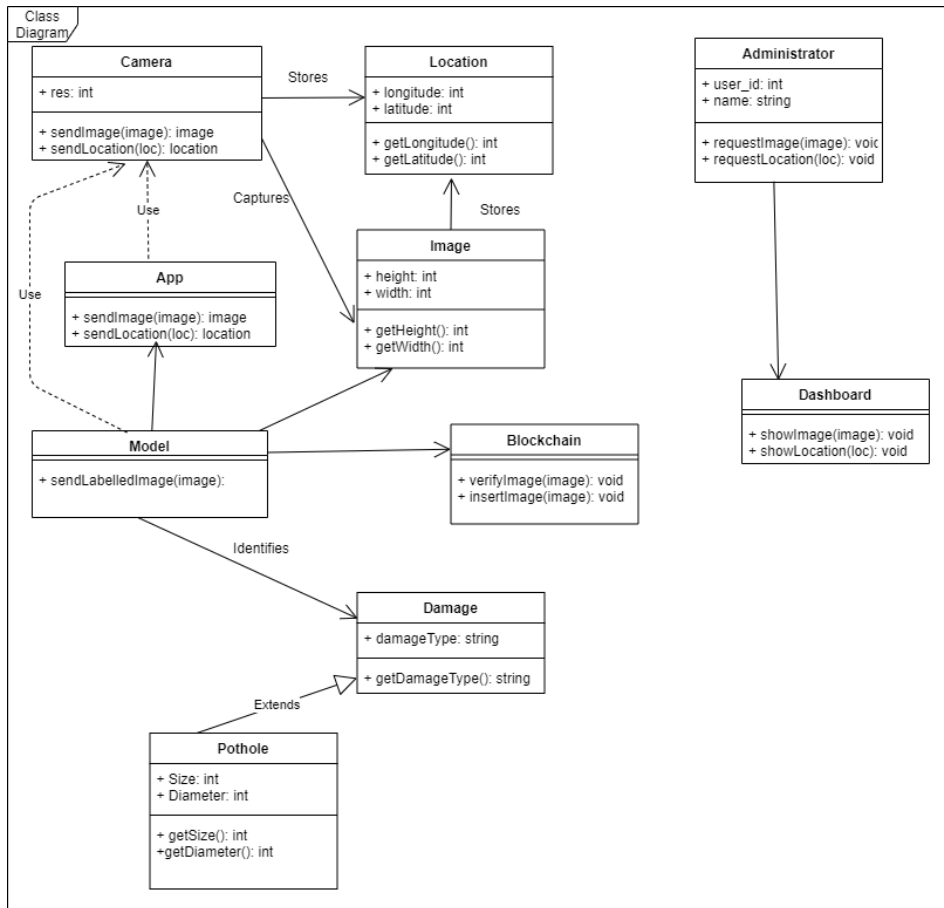 Class
Diagram
Camera
+ res: int
+ sendImage(image): image
+ sendLocation(loc): location
Stores
Location
+ longitude: int
+ latitude: int
+ getLongitude(): int
+ getLatitude(): int
Administrator
+ user_id: int
+ name: string
+ requestImage(image): void
+ requestLocation(loc): void
Captures
Use
Stores
Image
+ height: int
+ width: int
+ getHeight(): int
+ getWidth(): int
App
+ sendImage(image): image
+ sendLocation(loc): location
Use
Dashboard
+ showImage(image): void
+ showLocation(loc): void
Model
+ sendLabelledImage(image):
Blockchain
+ verifyImage(image): void
+ insertImage(image): void
Identifies
Damage
+ damageType: string
+ getDamageType(): string
Extends
Pothole
+ Size: int
+ Diameter: int
+ getSize(): int
+getDiameter(): int